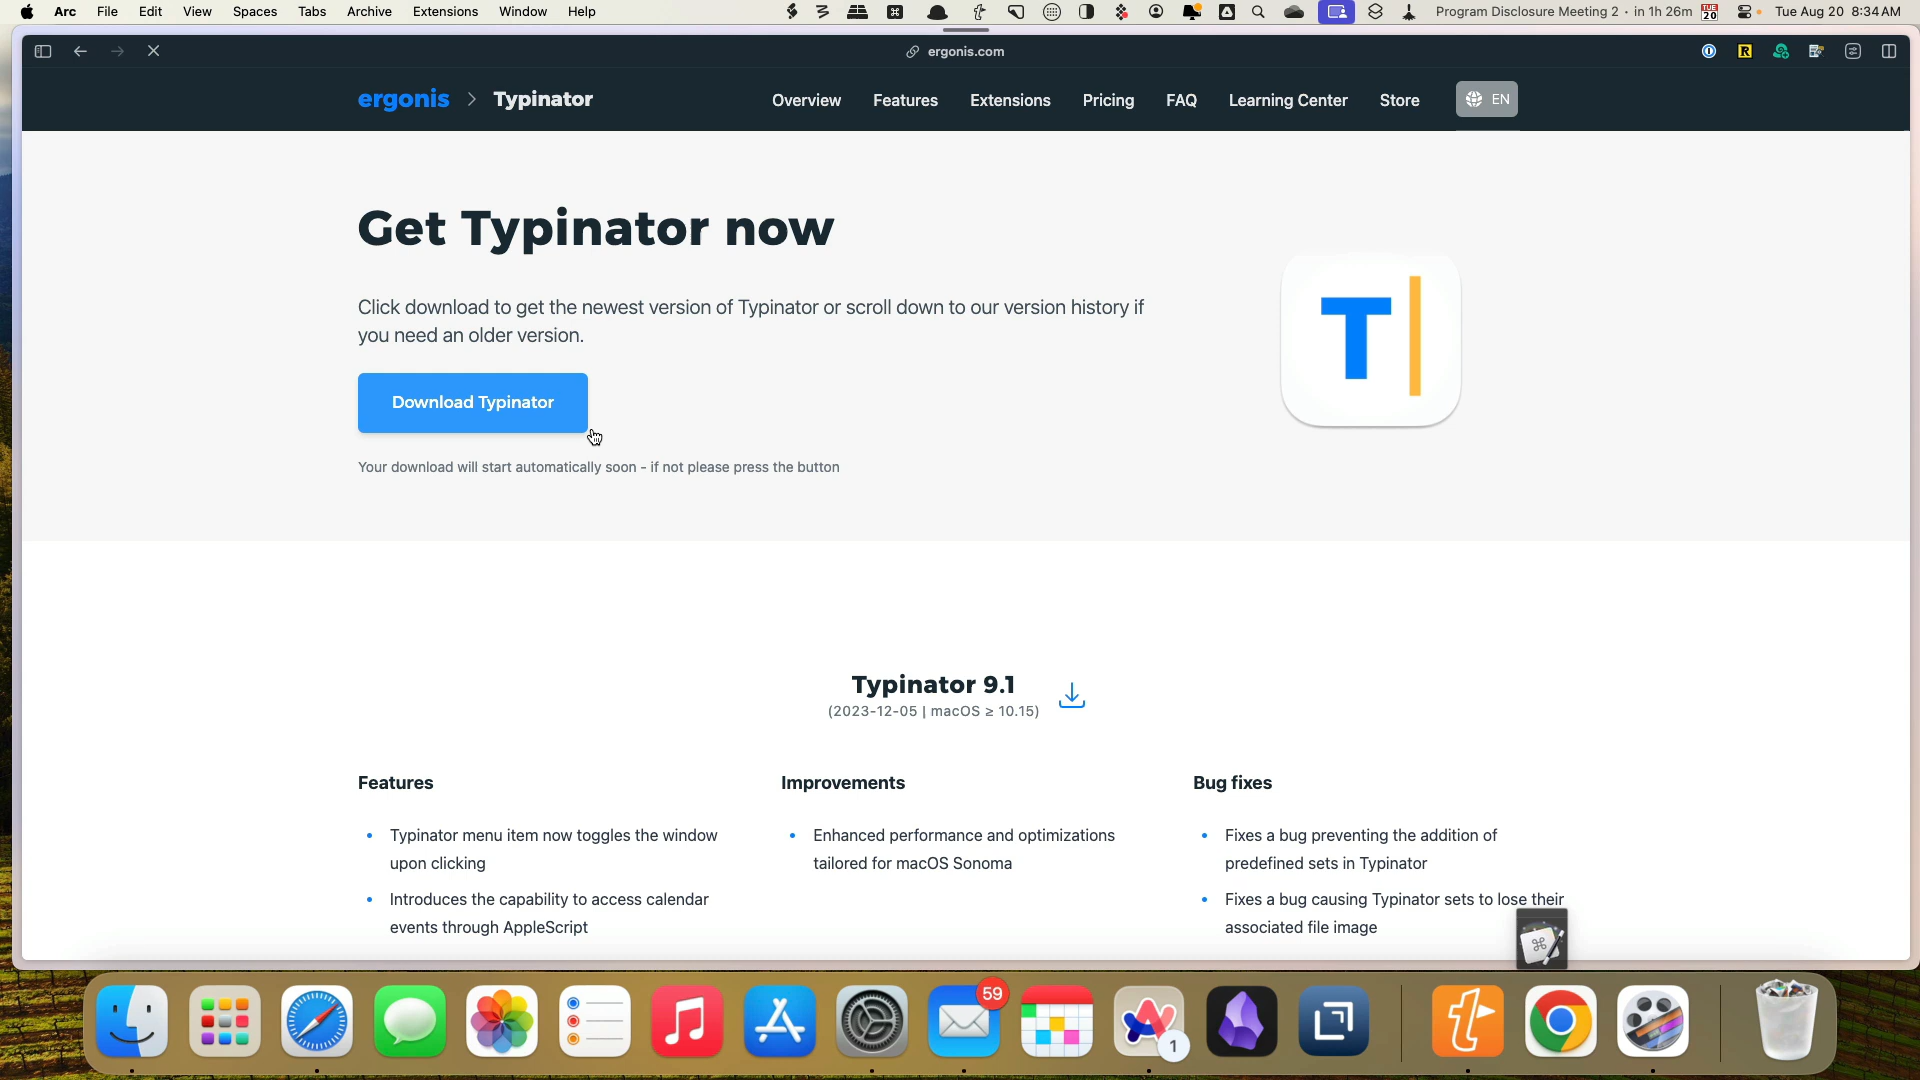 Arc File Edit View Spaces Tabs Archive Extensions Window Help Program Disclosure Meeting 2 · in 1h 26m TUE 20 Tue Aug 20 8:34 AM
ergonis.com
ergonis > Typinator Overview Features Extensions Pricing FAQ Learning Center Store EN
Get Typinator now
Click download to get the newest version of Typinator or scroll down to our version history if
you need an older version.
Download Typinator
Your download will start automatically soon - if not please press the button
Typinator 9.1
(2023-12-05 | macOS ≥ 10.15)
Features
• Typinator menu item now toggles the window
upon clicking
• Introduces the capability to access calendar
events through AppleScript
Improvements
• Enhanced performance and optimizations
tailored for macOS Sonoma
Bug fixes
• Fixes a bug preventing the addition of
predefined sets in Typinator
• Fixes a bug causing Typinator sets to lose their
associated file image
59
1